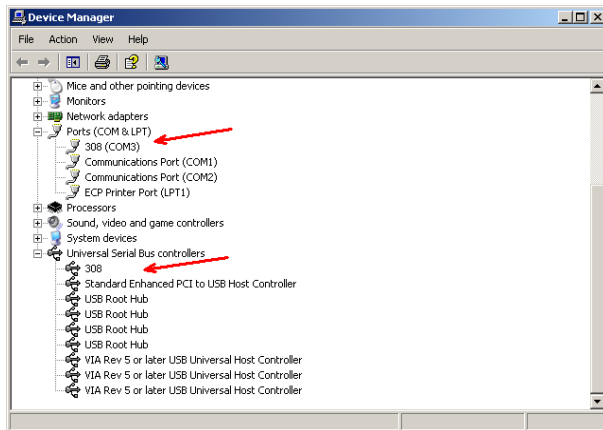 Device Manager
File Action View Help
Mice and other pointing devices
Monitors
Network adapters
Ports (COM & LPT)
308 (COM3)
Communications Port (COM1)
Communications Port (COM2)
ECP Printer Port (LPT1)
Processors
Sound, video and game controllers
System devices
Universal Serial Bus controllers
308
Standard Enhanced PCI to USB Host Controller
USB Root Hub
USB Root Hub
USB Root Hub
USB Root Hub
VIA Rev 5 or later USB Universal Host Controller
VIA Rev 5 or later USB Universal Host Controller
VIA Rev 5 or later USB Universal Host Controller